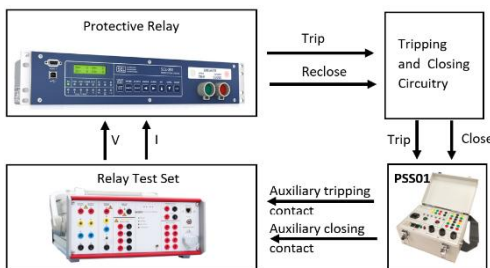 Protective Relay
Trip
Reclose
Tripping
and Closing
Circuitry
V
I
Trip
Close
Relay Test Set
Auxiliary tripping
contact
Auxiliary closing
contact
PSS01